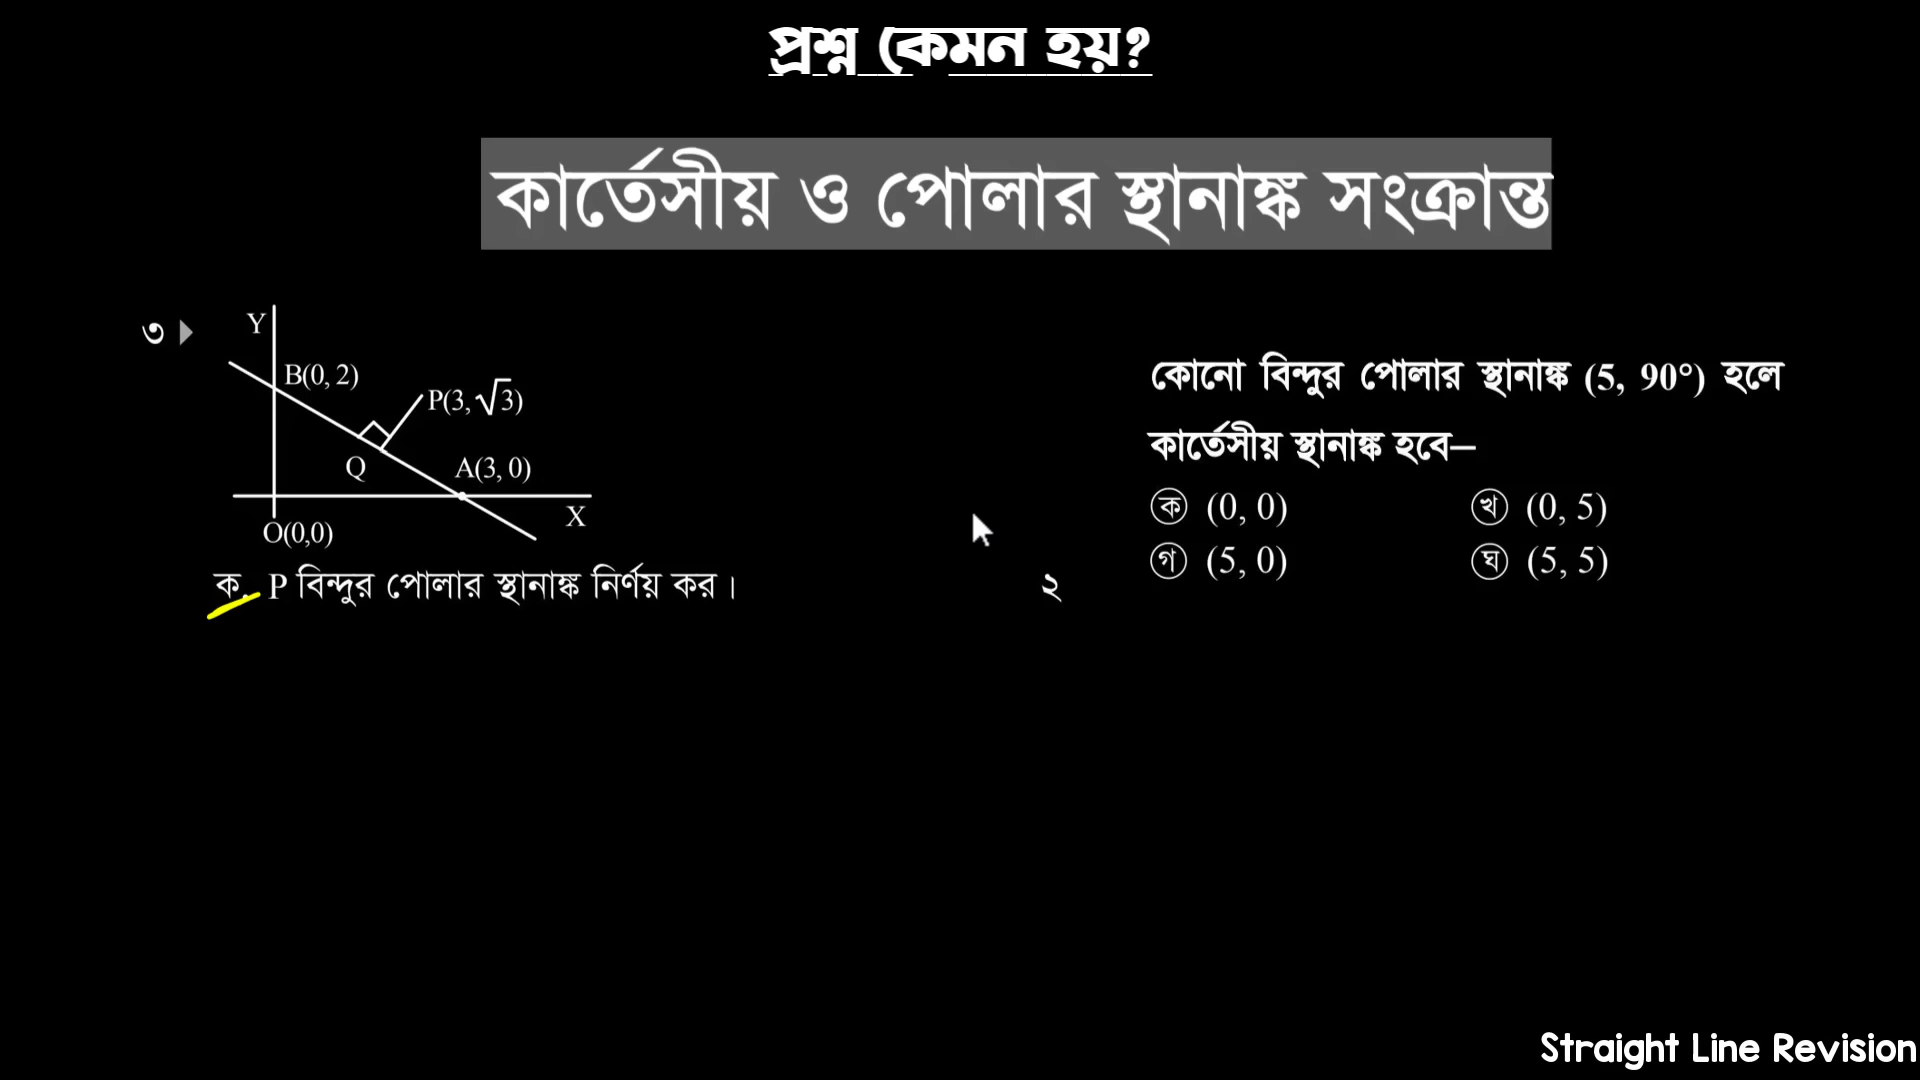 প্রশ্ন কেমন হয়?
কার্তেসীয় ও পোলার স্থানাঙ্ক সংক্রান্ত
৩
Y
B(0, 2)
P(3, √3)
Q
A(3, 0)
X
O(0,0)
ক. P বিন্দুর পোলার স্থানাঙ্ক নির্ণয় কর। ২
কোনো বিন্দুর পোলার স্থানাঙ্ক (5, 90°) হলে
কার্তেসীয় স্থানাঙ্ক হবে–
ক (0, 0) খ (0, 5)
গ (5, 0) ঘ (5, 5)
Straight Line Revision